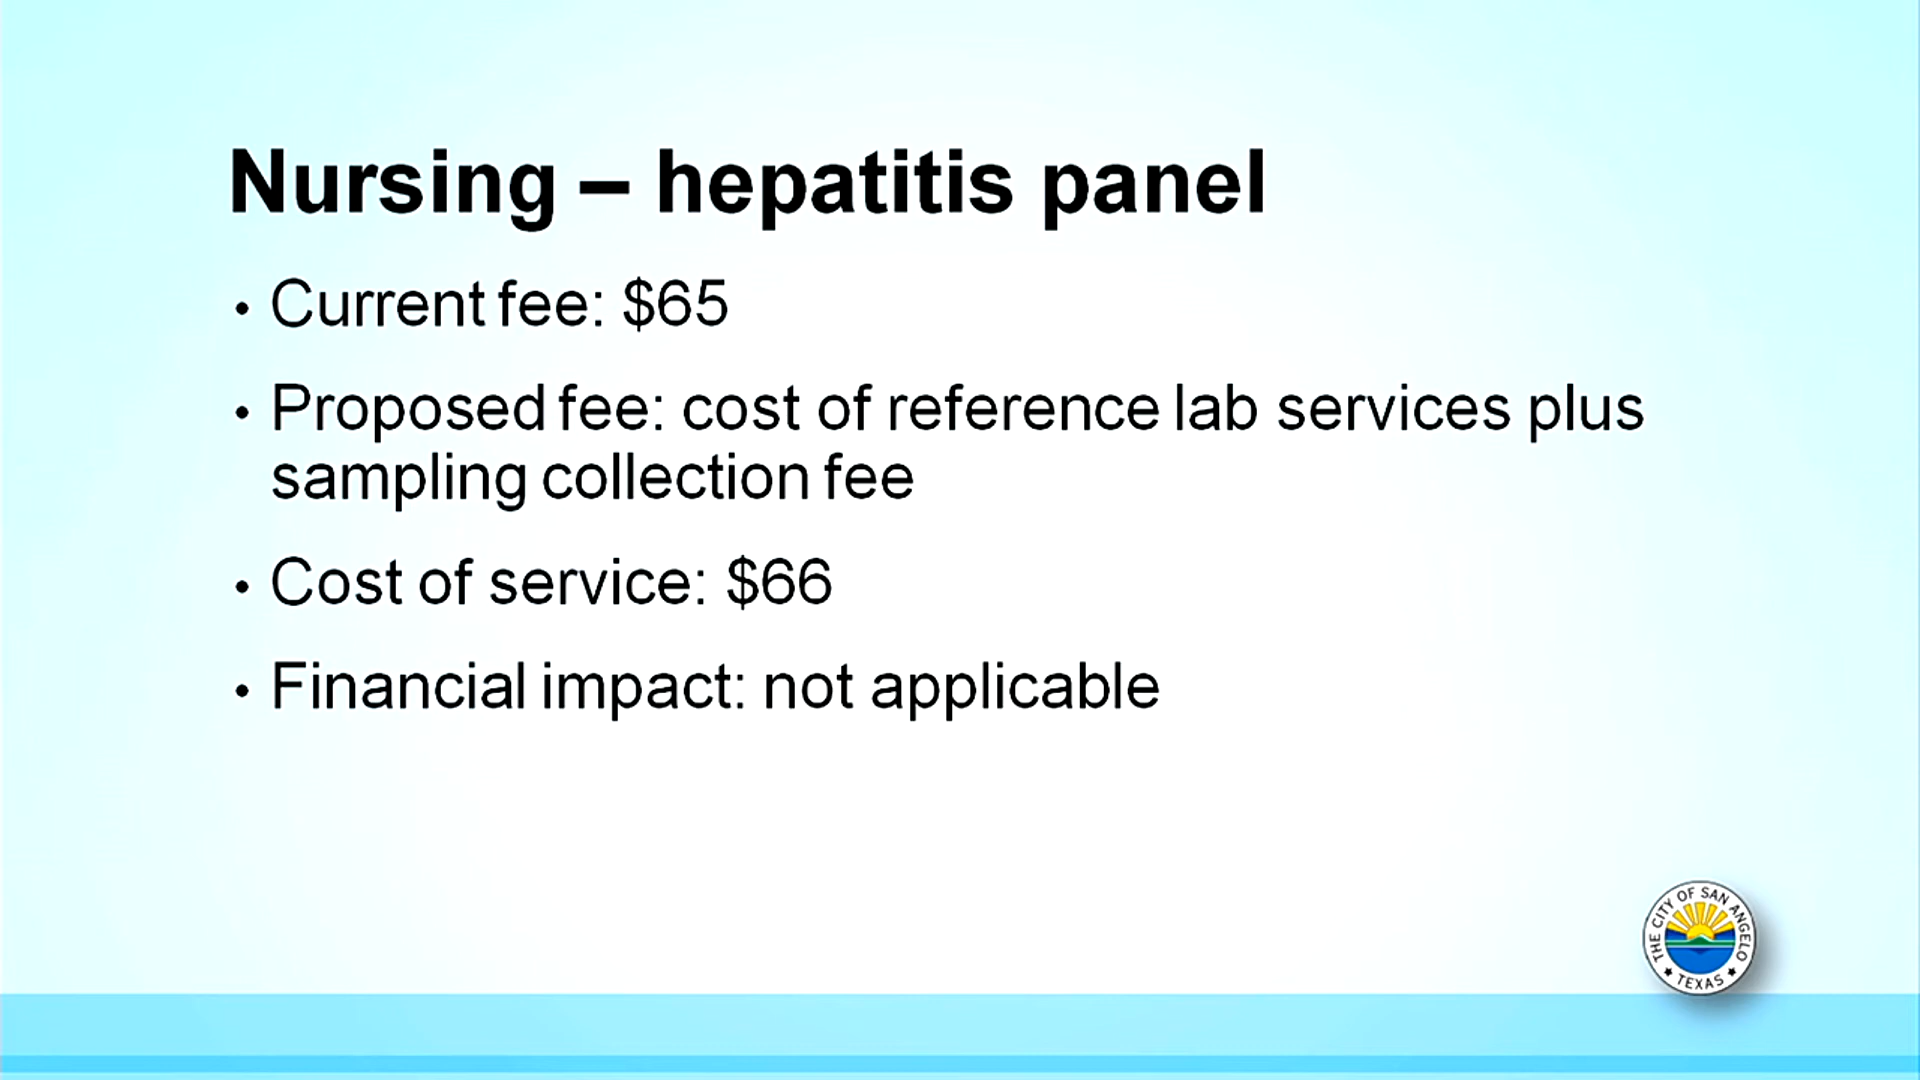 Nursing – hepatitis panel
• Current fee: $65
• Proposed fee: cost of reference lab services plus
sampling collection fee
• Cost of service: $66
• Financial impact: not applicable
THE CITY OF SAN ANGELO
TEXAS